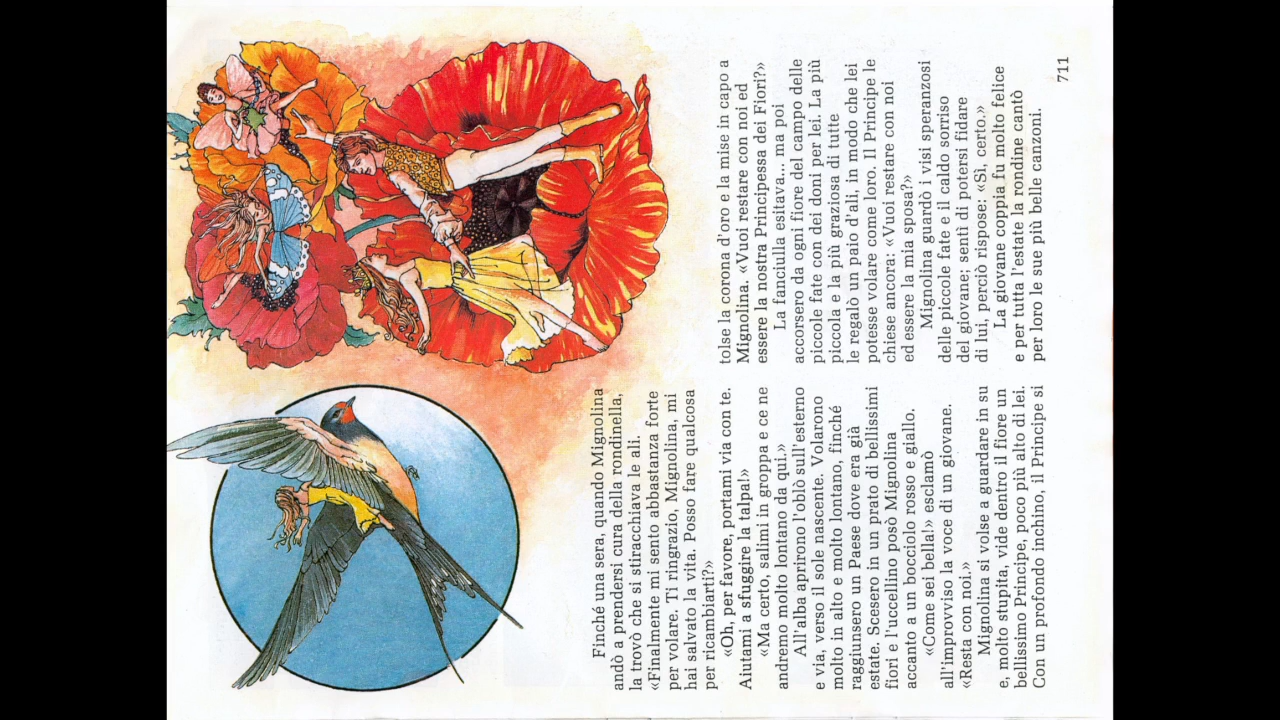 Finché una sera, quando Mignolina
andò a prendersi cura della rondinella,
la trovò che si stiracchiava le ali.
«Finalmente mi sento abbastanza forte
per volare. Ti ringrazio, Mignolina, mi
hai salvato la vita. Posso fare qualcosa
per ricambiarti?»
«Oh, per favore, portami via con te.
Aiutami a sfuggire la talpa!»
«Ma certo, salimi in groppa e ce ne
andremo molto lontano da qui.»
All'alba aprirono l'oblò sull'esterno
e via, verso il sole nascente. Volarono
molto in alto e molto lontano, finché
raggiunsero un Paese dove era già
estate. Scesero in un prato di bellissimi
fiori e l'uccellino posò Mignolina
accanto a un bocciolo rosso e giallo.
«Come sei bella!» esclamò
all'improvviso la voce di un giovane.
«Resta con noi.»
Mignolina si volse a guardare in su
e, molto stupita, vide dentro il fiore un
bellissimo Principe, poco più alto di lei.
Con un profondo inchino, il Principe si
tolse la corona d'oro e la mise in capo a
Mignolina. «Vuoi restare con noi ed
essere la nostra Principessa dei Fiori?»
La fanciulla esitava... ma poi
accorsero da ogni fiore del campo delle
piccole fate con dei doni per lei. La più
piccola e la più graziosa di tutte
le regalò un paio d'ali, in modo che lei
potesse volare come loro. Il Principe le
chiese ancora: «Vuoi restare con noi
ed essere la mia sposa?»
Mignolina guardò i visi speranzosi
delle piccole fate e il caldo sorriso
del giovane; sentì di potersi fidare
di lui, perciò rispose: «Sì, certo.»
La giovane coppia fu molto felice
e per tutta l'estate la rondine cantò
per loro le sue più belle canzoni.
711